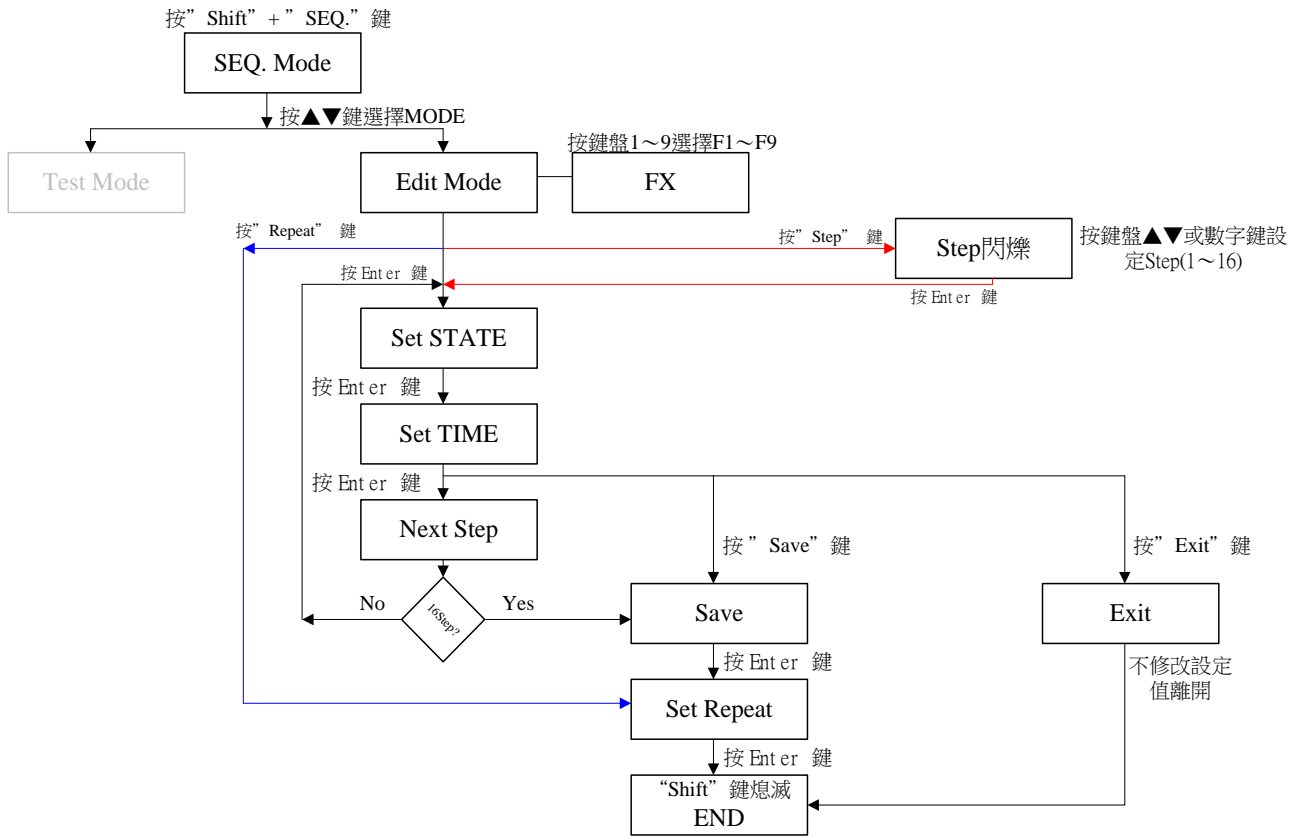 按”Shift”+”SEQ.”鍵
SEQ. Mode
按▲▼鍵選擇MODE
Test Mode
Edit Mode
按鍵盤1～9選擇F1～F9
FX
按”Repeat” 鍵
按”Step” 鍵
Step閃爍
按鍵盤▲▼或數字鍵設
定Step(1～16)
按Enter 鍵
按Enter 鍵
Set STATE
按Enter 鍵
Set TIME
按Enter 鍵
Next Step
按”Save”鍵
按”Exit”鍵
16Step?
No
Yes
Save
Exit
按Enter 鍵
不修改設定
值離開
Set Repeat
按Enter 鍵
“Shift”鍵熄滅
END